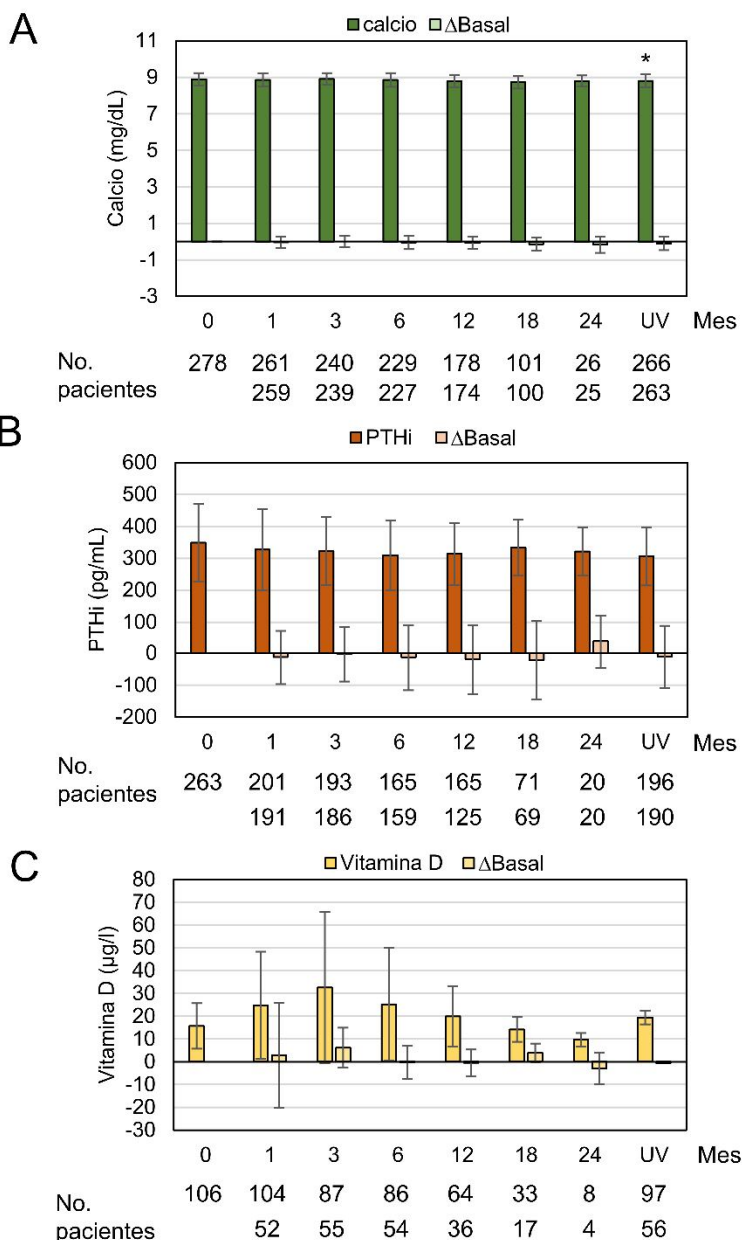 A
calcio ΔBasal
Calcio (mg/dL)
11
9
7
5
3
1
-1
-3
*
0 1 3 6 12 18 24 UV Mes
No. pacientes
278 261 240 229 178 101 26 266
259 239 227 174 100 25 263
B
PTHi ΔBasal
PTHi (pg/mL)
600
500
400
300
200
100
0
-100
-200
0 1 3 6 12 18 24 UV Mes
No. pacientes
263 201 193 165 165 71 20 196
191 186 159 125 69 20 190
C
Vitamina D ΔBasal
Vitamina D (µg/l)
80
70
60
50
40
30
20
10
0
-10
-20
-30
0 1 3 6 12 18 24 UV Mes
No. pacientes
106 104 87 86 64 33 8 97
52 55 54 36 17 4 56